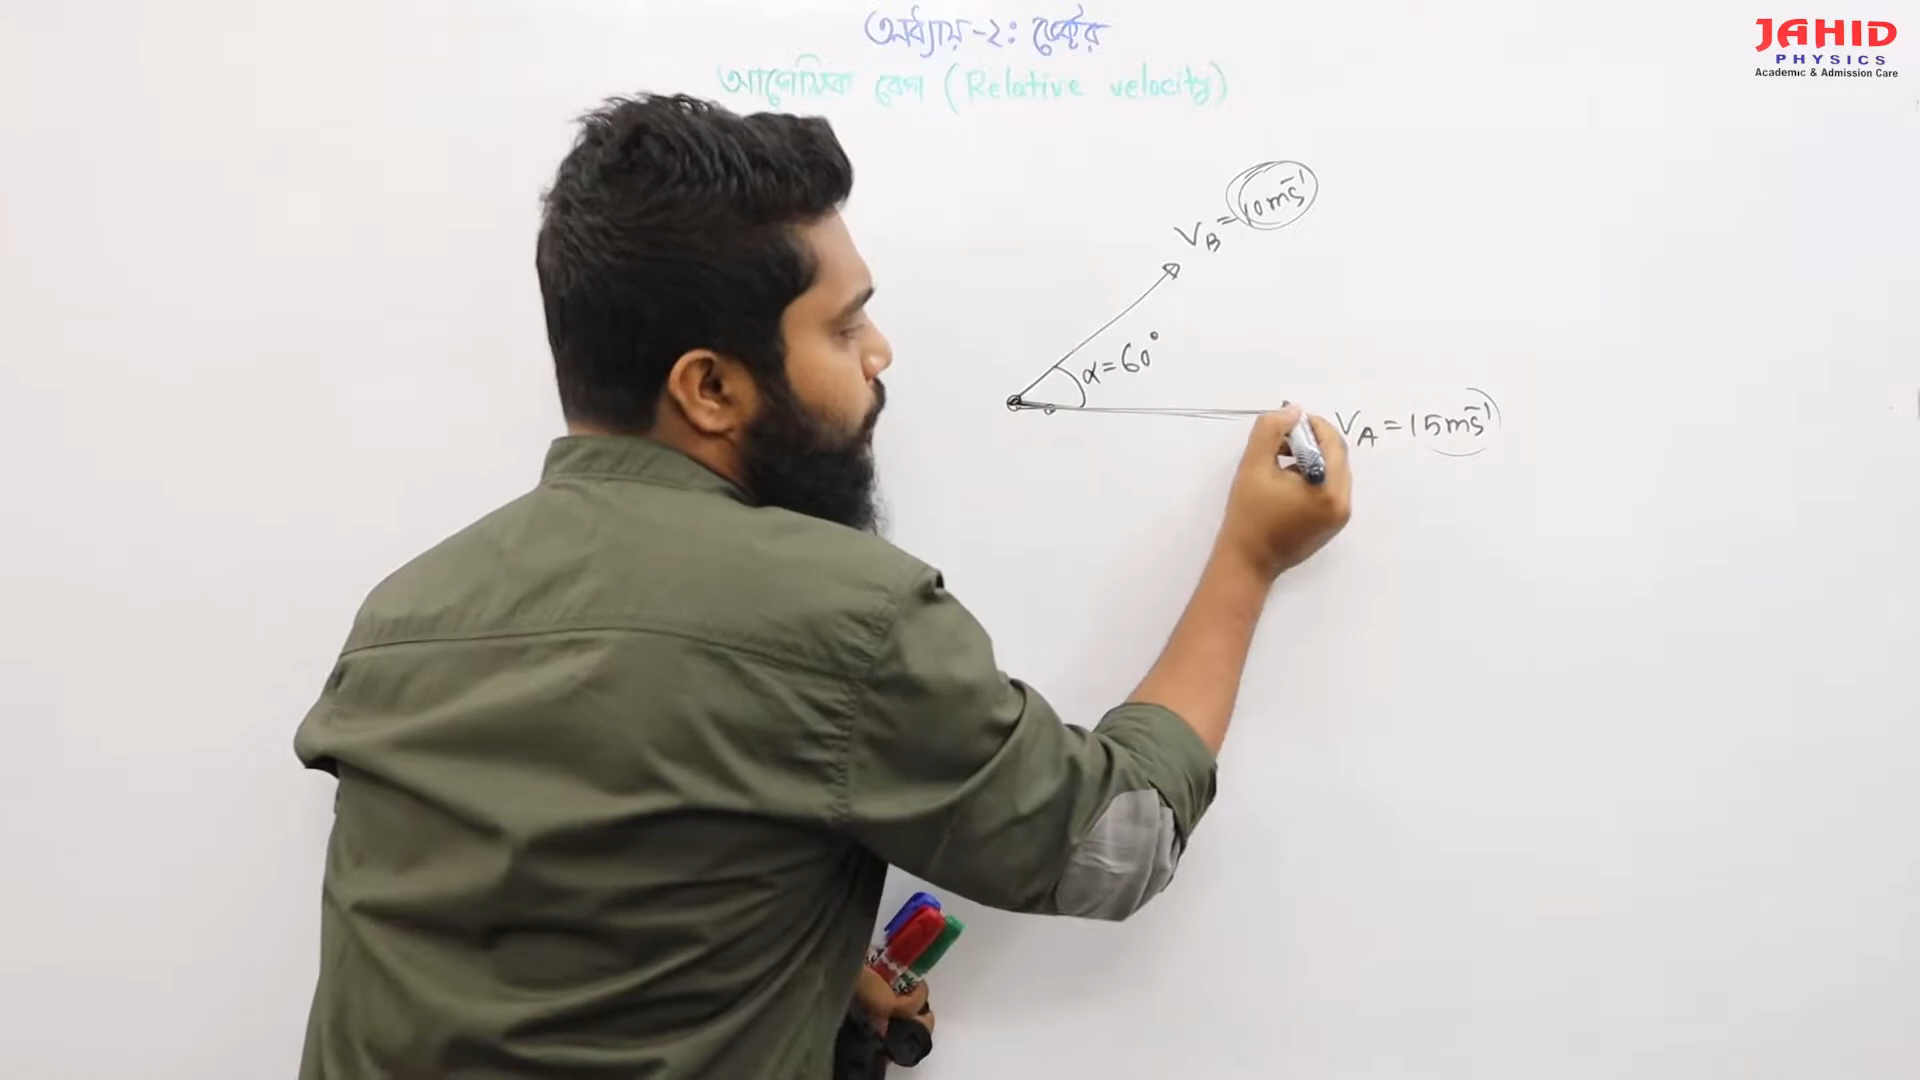 অধ্যায়-২: ভেক্টর
আপেক্ষিক বেগ (Relative velocity)
JAHID
PHYSICS
Academic & Admission Care
V_B = 10ms⁻¹
α = 60°
V_A = 15ms⁻¹